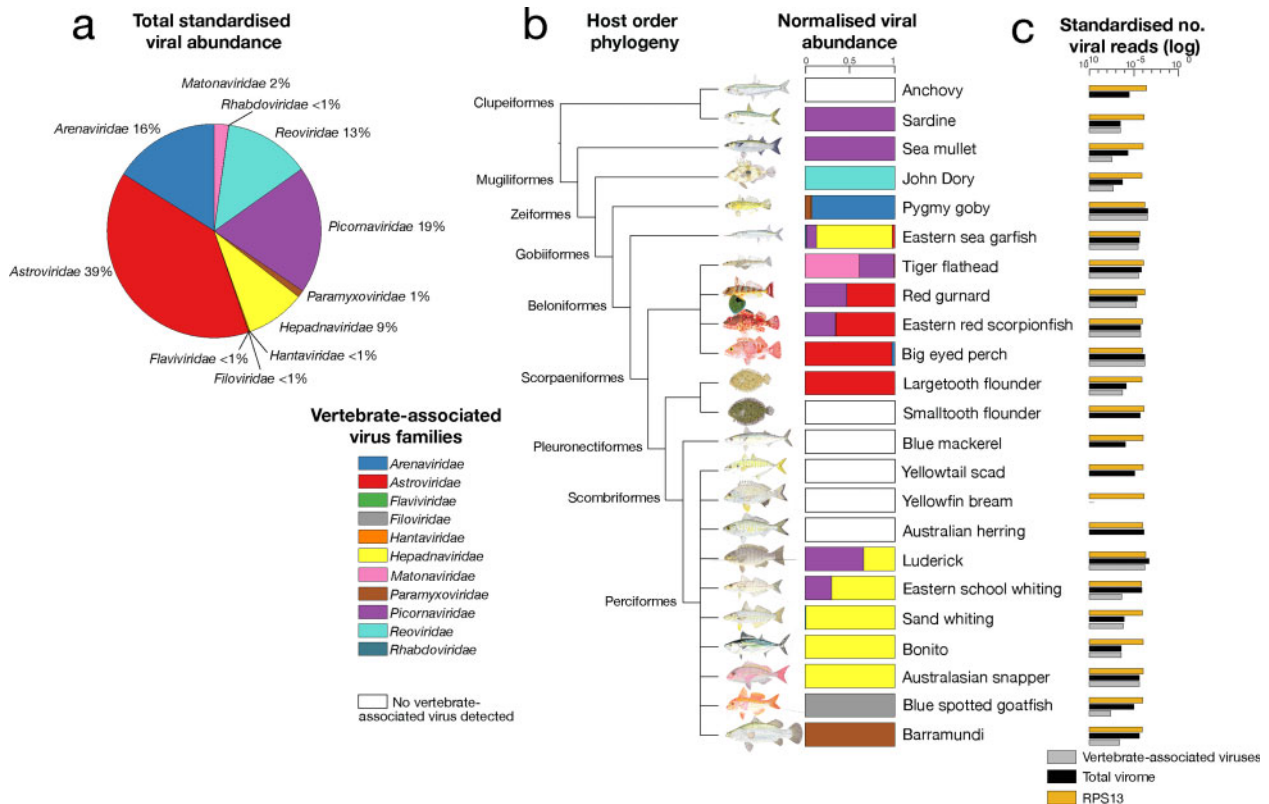 a
Total standardised
viral abundance
Matonaviridae 2%
Rhabdoviridae <1%
Arenaviridae 16%
Reoviridae 13%
Picornaviridae 19%
Astroviridae 39%
Paramyxoviridae 1%
Hepadnaviridae 9%
Flaviviridae <1%
Hantaviridae <1%
Filoviridae <1%
Vertebrate-associated
virus families
Arenaviridae
Astroviridae
Flaviviridae
Filoviridae
Hantaviridae
Hepadnaviridae
Matonaviridae
Paramyxoviridae
Picornaviridae
Reoviridae
Rhabdoviridae
No vertebrate-
associated virus detected
b
Host order
phylogeny
Clupeiformes
Mugiliformes
Zeiformes
Gobiiformes
Beloniformes
Scorpaeniformes
Pleuronectiformes
Scombriformes
Perciformes
Normalised viral
abundance
0 0.5 1
Anchovy
Sardine
Sea mullet
John Dory
Pygmy goby
Eastern sea garfish
Tiger flathead
Red gurnard
Eastern red scorpionfish
Big eyed perch
Largetooth flounder
Smalltooth flounder
Blue mackerel
Yellowtail scad
Yellowfin bream
Australian herring
Luderick
Eastern school whiting
Sand whiting
Bonito
Australasian snapper
Blue spotted goatfish
Barramundi
c
Standardised no.
viral reads (log)
10^10 10^-5 10^0
Vertebrate-associated viruses
Total virome
RPS13